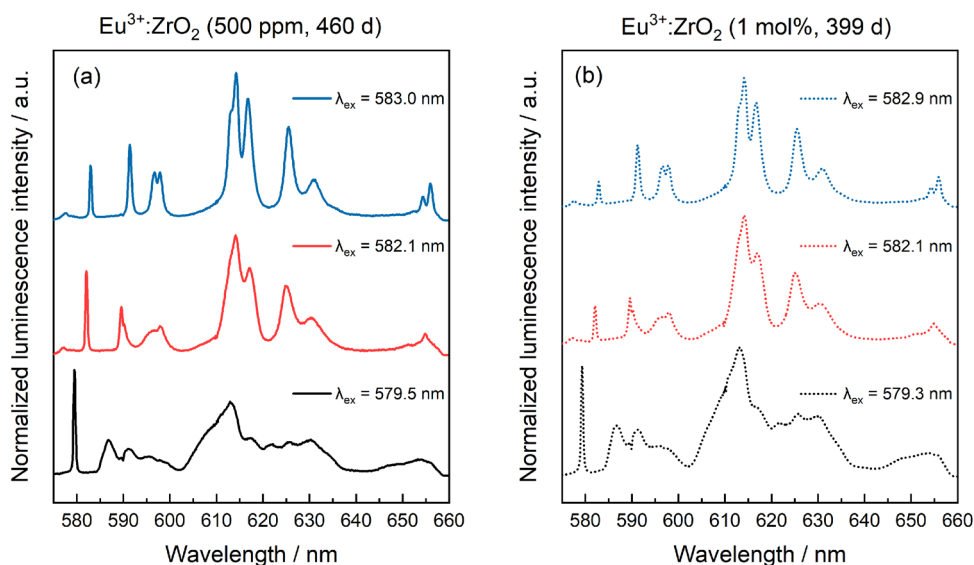 Eu³⁺:ZrO₂ (500 ppm, 460 d)
(a)
Normalized luminescence intensity / a.u.
λex = 583.0 nm
λex = 582.1 nm
λex = 579.5 nm
580 590 600 610 620 630 640 650 660
Wavelength / nm
Eu³⁺:ZrO₂ (1 mol%, 399 d)
(b)
Normalized luminescence intensity / a.u.
λex = 582.9 nm
λex = 582.1 nm
λex = 579.3 nm
580 590 600 610 620 630 640 650 660
Wavelength / nm